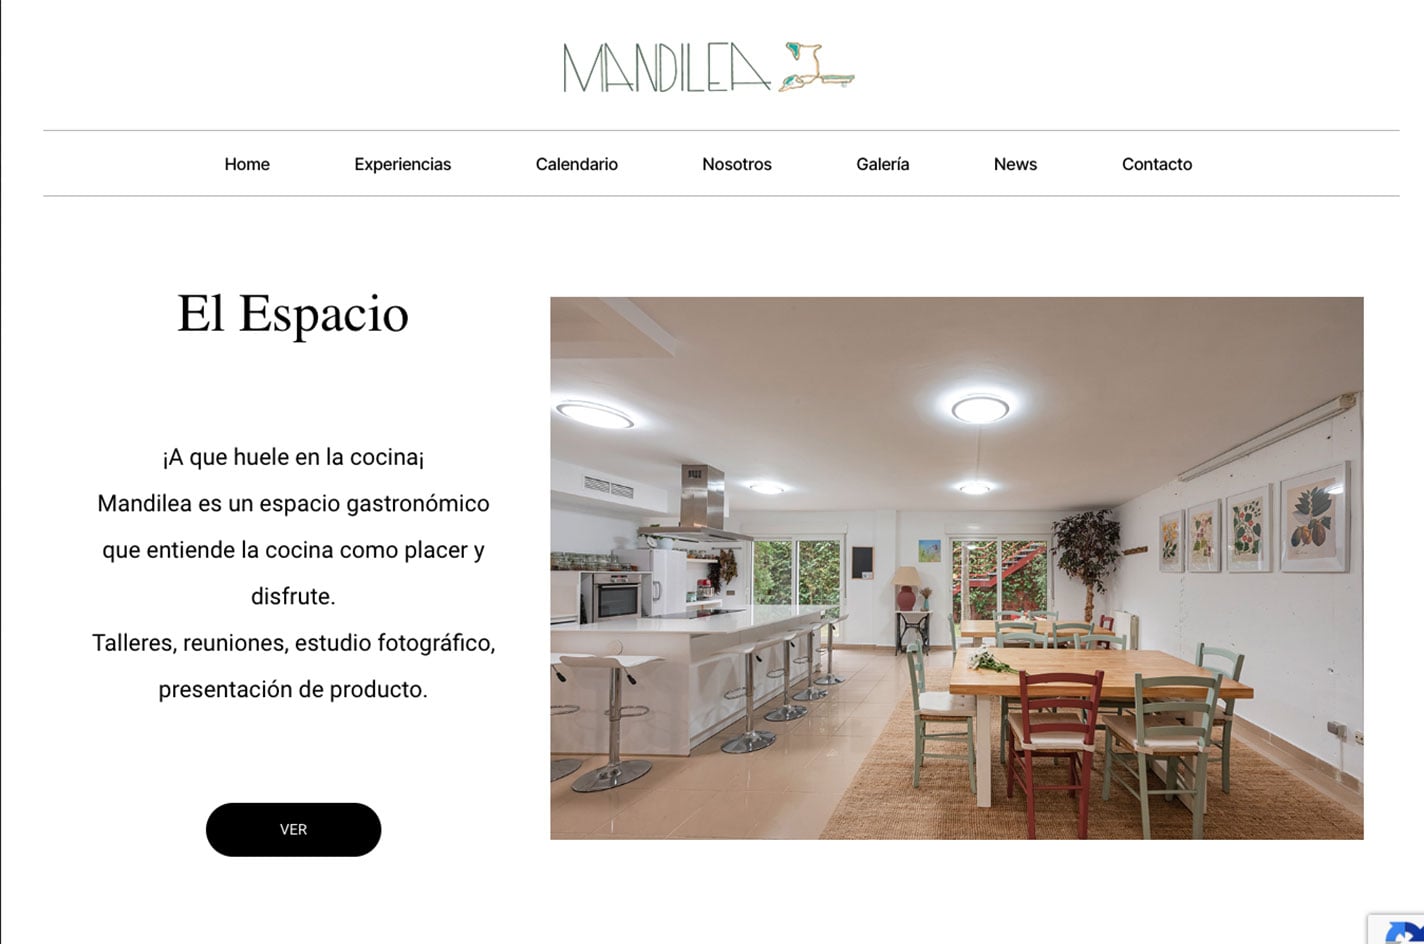 MANDILEA
Home Experiencias Calendario Nosotros Galería News Contacto
El Espacio
¡A que huele en la cocina¡
Mandilea es un espacio gastronómico
que entiende la cocina como placer y
disfrute.
Talleres, reuniones, estudio fotográfico,
presentación de producto.
VER